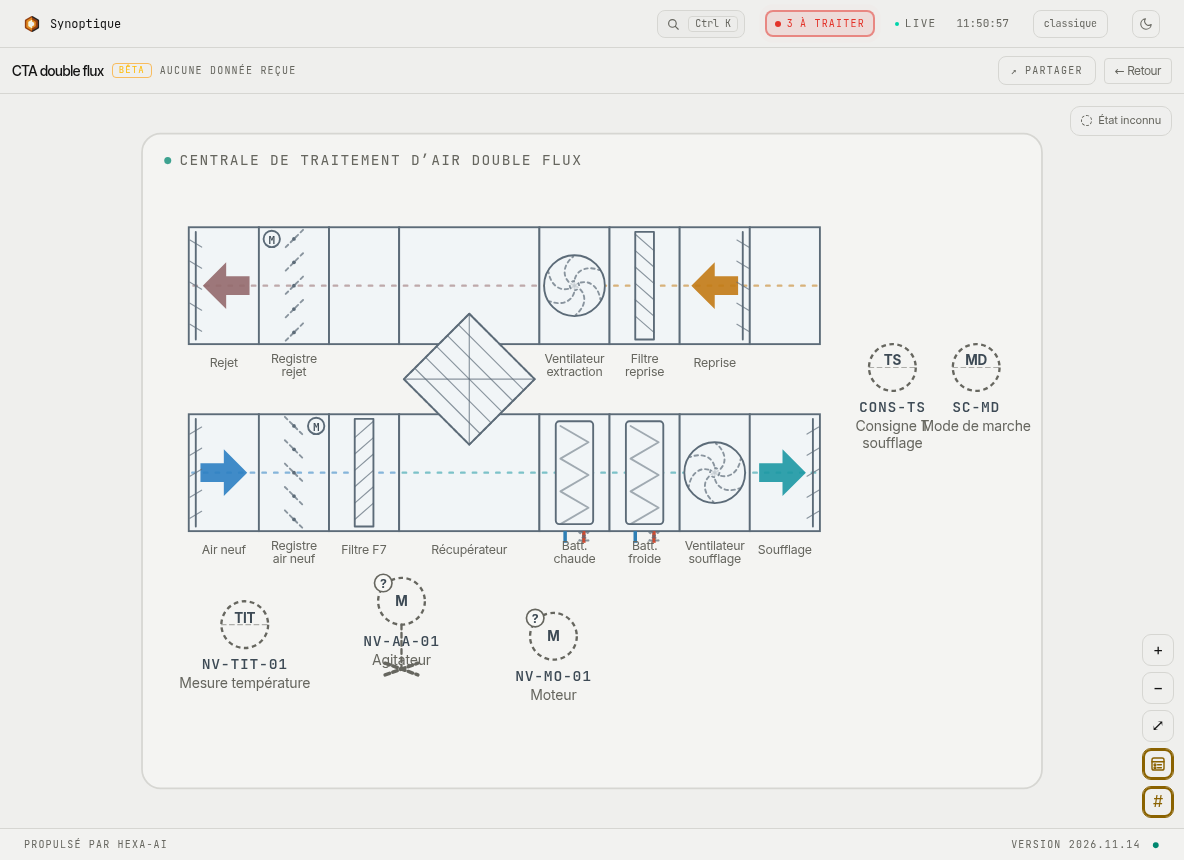 Synoptique
Ctrl K
3 À TRAITER
LIVE
11:50:57
classique
CTA double flux
BÊTA
AUCUNE DONNÉE REÇUE
↗ PARTAGER
← Retour
État inconnu
CENTRALE DE TRAITEMENT D’AIR DOUBLE FLUX
M
Rejet
Registre
rejet
Ventilateur
extraction
Filtre
reprise
Reprise
TS
MD
CONS-TS
SC-MD
Consigne T
Mode de marche
soufflage
M
Air neuf
Registre
air neuf
Filtre F7
Récupérateur
Batt.
chaude
Batt.
froide
Ventilateur
soufflage
Soufflage
TIT
NV-TIT-01
Mesure température
?
M
NV-AA-01
Agitateur
?
M
NV-MO-01
Moteur
+
−
#
PROPULSÉ PAR HEXA-AI
VERSION 2026.11.14